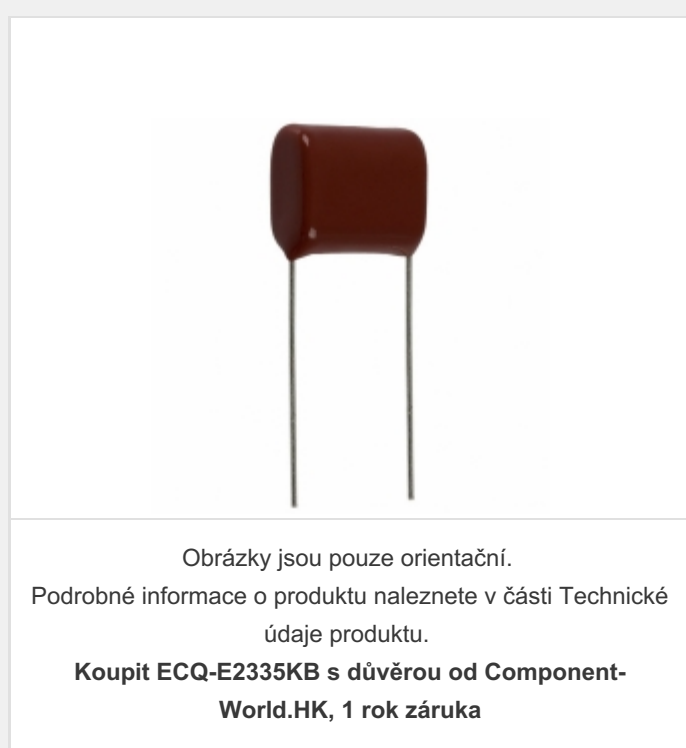 Obrázky jsou pouze orientační.
Podrobné informace o produktu naleznete v části Technické
údaje produktu.
Koupit ECQ-E2335KB s důvěrou od Component-
World.HK, 1 rok záruka